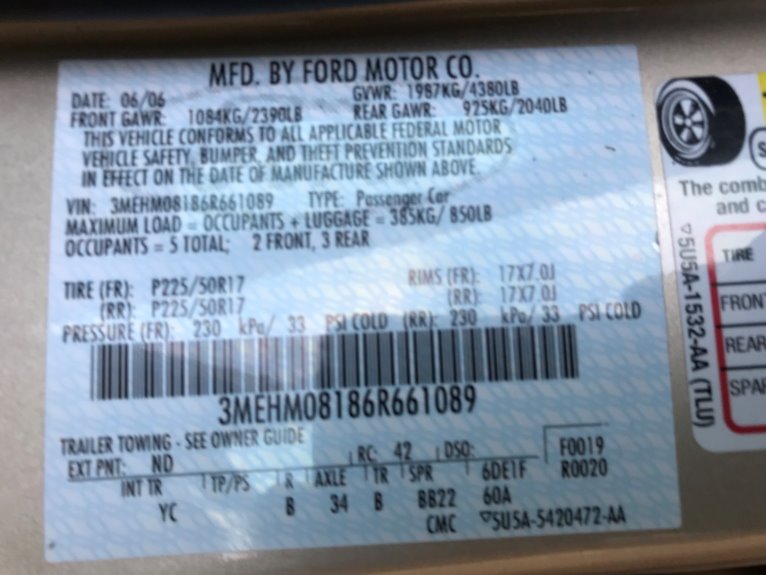 MFD. BY FORD MOTOR CO.
DATE: 06/06 GVWR: 1987KG/4380LB
FRONT GAWR: 1084KG/2390LB REAR GAWR: 925KG/2040LB
THIS VEHICLE CONFORMS TO ALL APPLICABLE FEDERAL MOTOR
VEHICLE SAFETY, BUMPER, AND THEFT PREVENTION STANDARDS
IN EFFECT ON THE DATE OF MANUFACTURE SHOWN ABOVE.
VIN: 3MEHM08186R661089 TYPE: Passenger Car
MAXIMUM LOAD = OCCUPANTS + LUGGAGE = 385KG/ 850LB
OCCUPANTS = 5 TOTAL; 2 FRONT, 3 REAR
TIRE (FR): P225/50R17 RIMS (FR): 17X7.0J
(RR): P225/50R17 (RR): 17X7.0J
PRESSURE (FR): 230 kPa/ 33 PSI COLD (RR): 230 kPa/ 33 PSI COLD
3MEHM08186R661089
TRAILER TOWING - SEE OWNER GUIDE
EXT PNT: ND RC: 42 DSO: F0019
INT TR TP/PS R AXLE TR SPR 6DE1F R0020
YC B 34 B BB22 60A
CMC ▽5U5A-5420472-AA
The comb
and c
▽5U5A-1532-AA (TLU)
TIRE
FRON
REAR
SPA